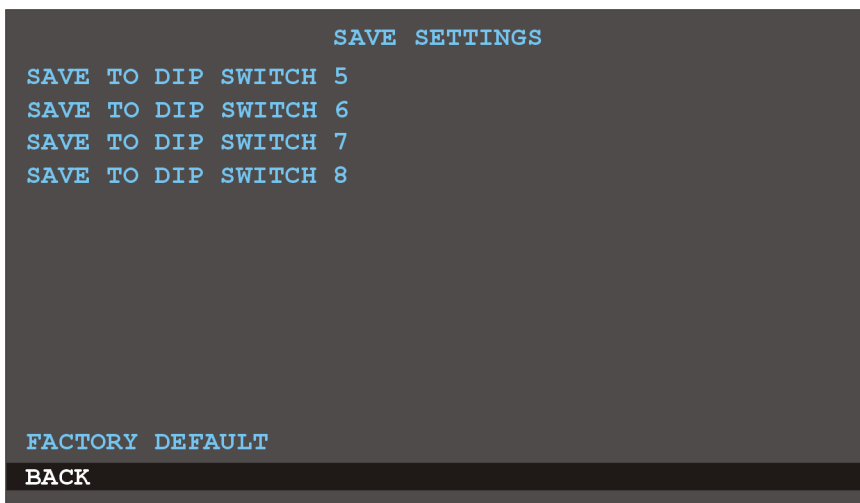 SAVE SETTINGS
SAVE TO DIP SWITCH 5
SAVE TO DIP SWITCH 6
SAVE TO DIP SWITCH 7
SAVE TO DIP SWITCH 8
FACTORY DEFAULT
BACK